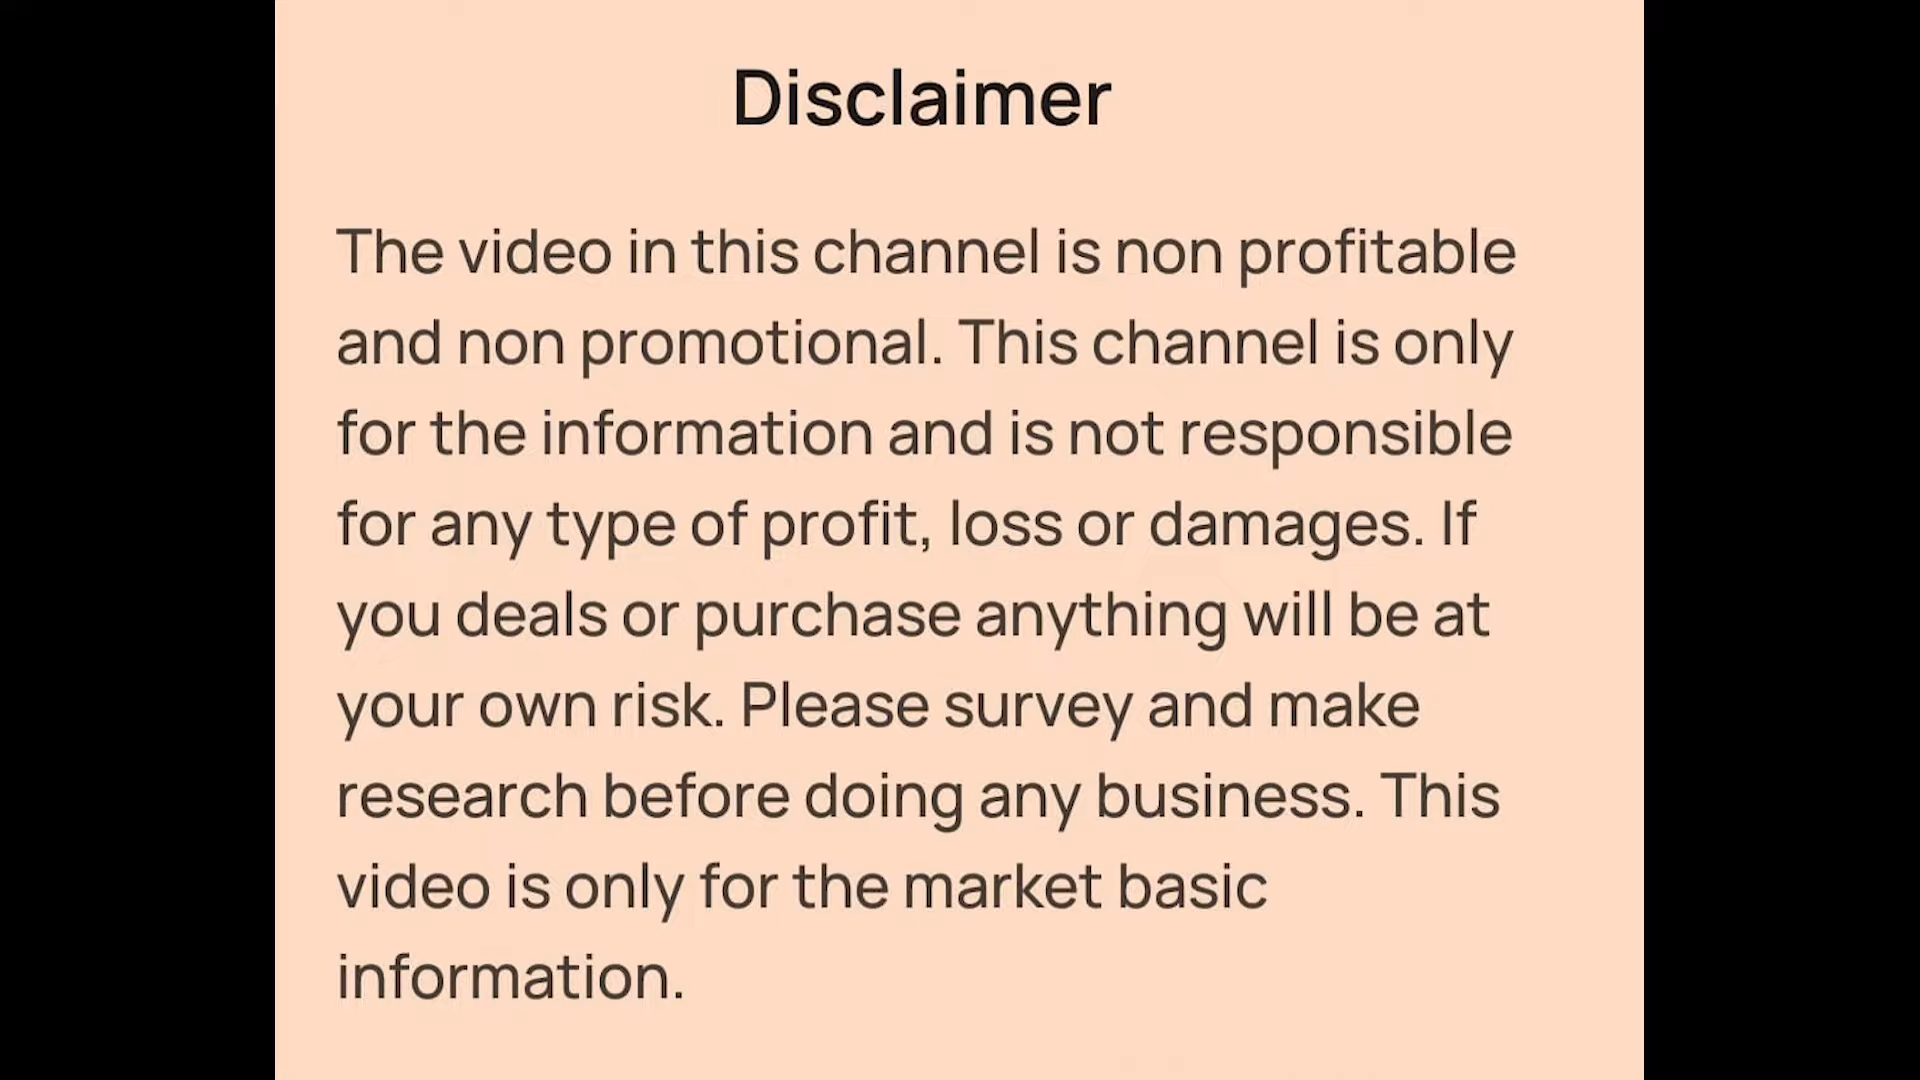 Disclaimer
The video in this channel is non profitable
and non promotional. This channel is only
for the information and is not responsible
for any type of profit, loss or damages. If
you deals or purchase anything will be at
your own risk. Please survey and make
research before doing any business. This
video is only for the market basic
information.